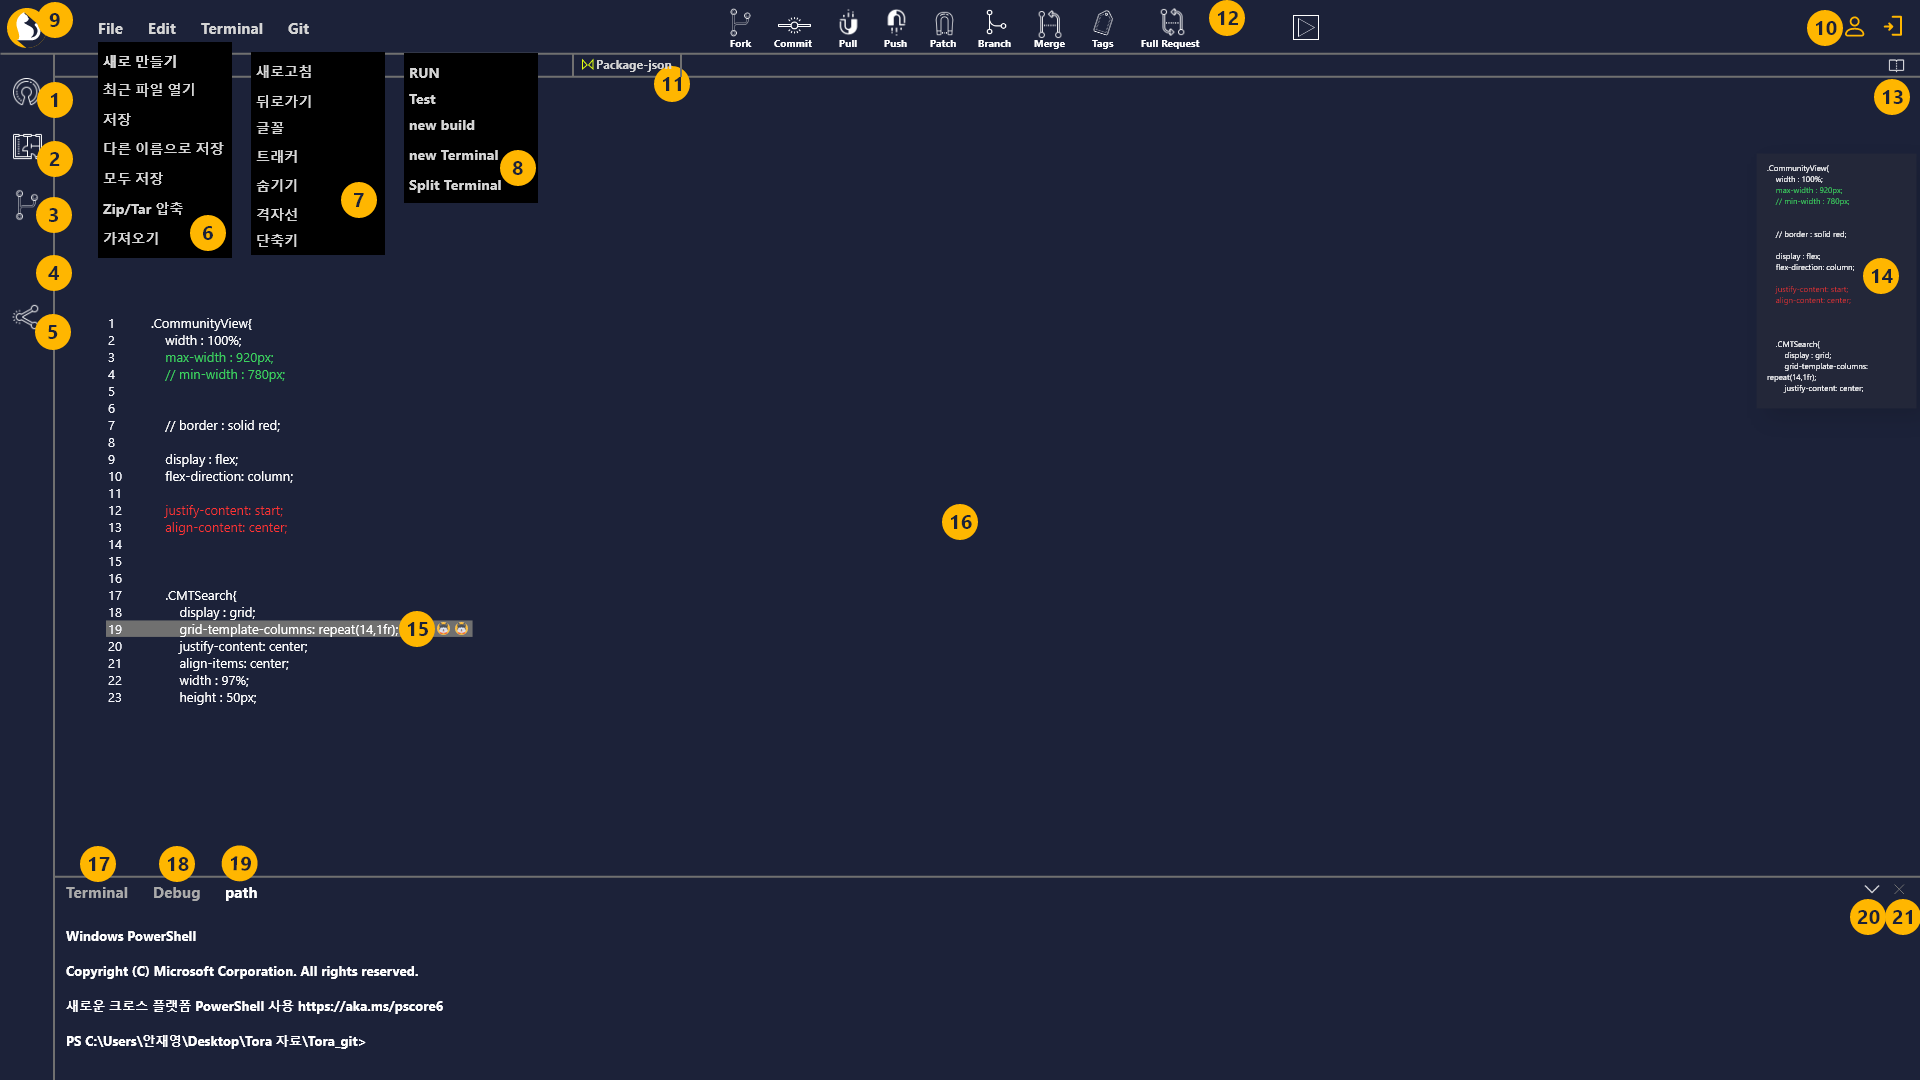 9
File Edit Terminal Git
Fork Commit Pull Push Patch Branch Merge Tags Full Request
12
10
Package-json
11
13
1
2
3
4
5
새로 만들기
최근 파일 열기
저장
다른 이름으로 저장
모두 저장
Zip/Tar 압축
가져오기
6
새로고침
뒤로가기
글꼴
트래커
숨기기
격자선
단축키
7
RUN
Test
new build
new Terminal
Split Terminal
8
.CommunityView{
width : 100%;
max-width : 920px;
// min-width : 780px;
// border : solid red;
display : flex;
flex-direction: column;
justify-content: start;
align-content: center;
.CMTSearch{
display : grid;
grid-template-columns:
repeat(14,1fr);
justify-content: center;
14
1 .CommunityView{
2 width : 100%;
3 max-width : 920px;
4 // min-width : 780px;
5
6
7 // border : solid red;
8
9 display : flex;
10 flex-direction: column;
11
12 justify-content: start;
13 align-content: center;
14
15
16
17 .CMTSearch{
18 display : grid;
19 grid-template-columns: repeat(14,1fr); 15
20 justify-content: center;
21 align-items: center;
22 width : 97%;
23 height : 50px;
16
17 18 19
Terminal Debug path
20 21
Windows PowerShell
Copyright (C) Microsoft Corporation. All rights reserved.
새로운 크로스 플랫폼 PowerShell 사용 https://aka.ms/pscore6
PS C:\Users\안재영\Desktop\Tora 자료\Tora_git>